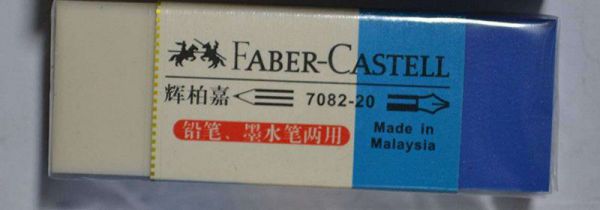 FABER-CASTELL
辉柏嘉 7082-20
铅笔、墨水笔两用
Made in
Malaysia